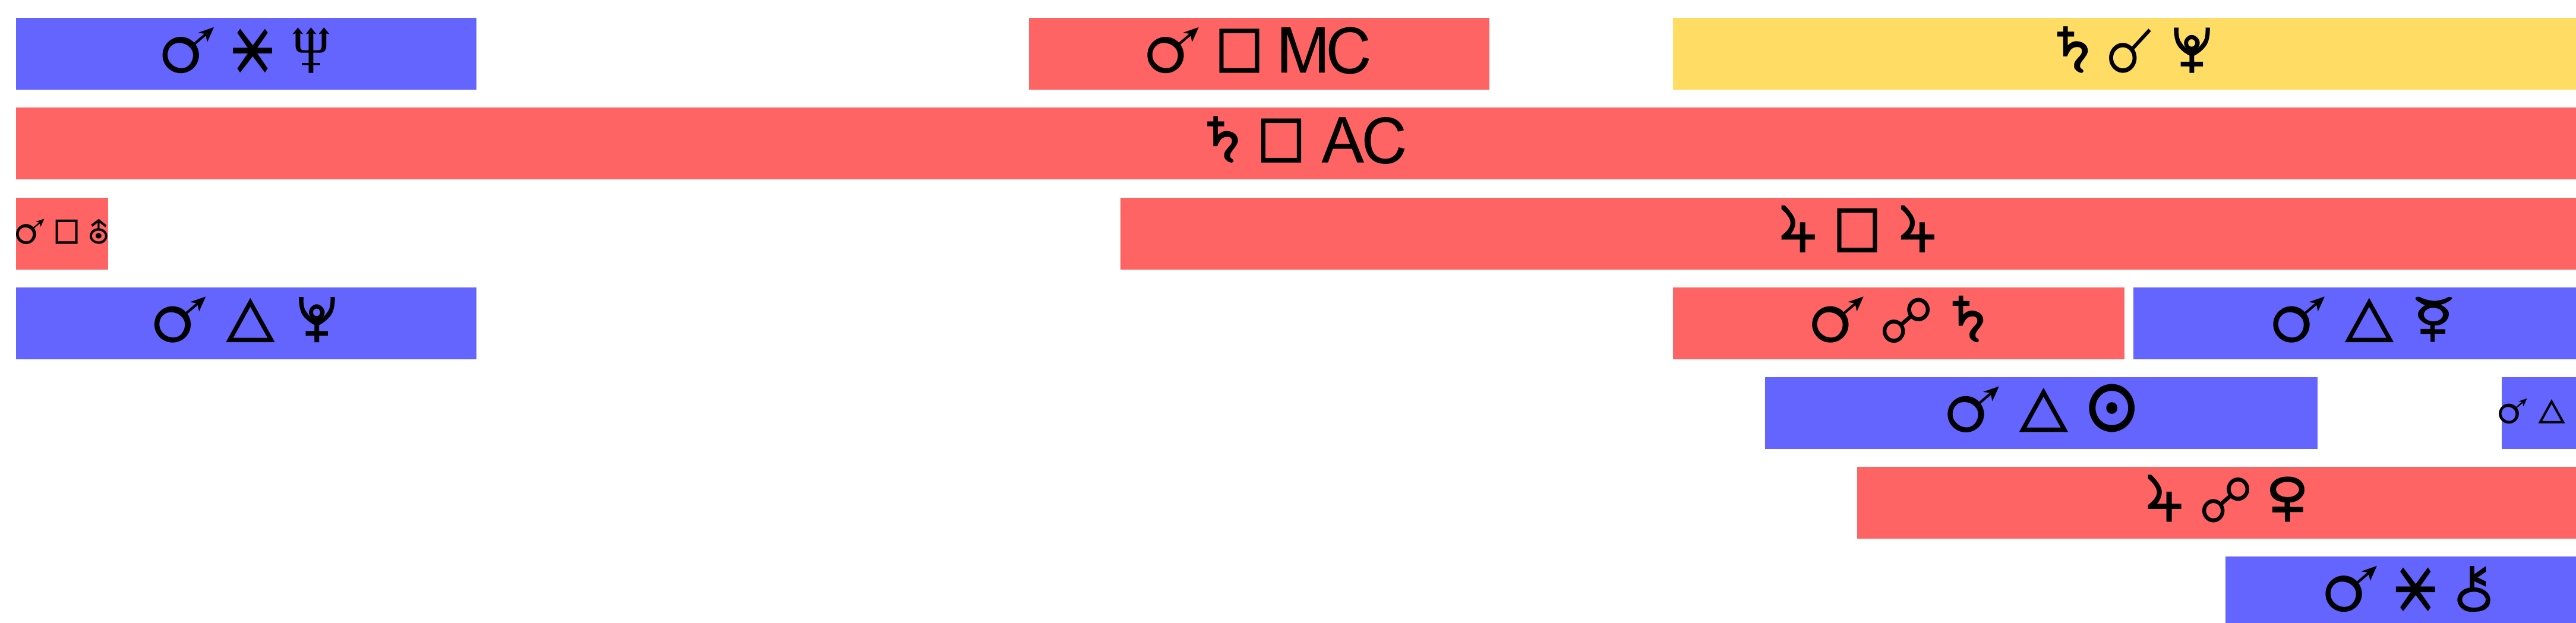 ♂ ⚹ ♆ ♂ □ MC ♄ ☌ ♇
♄ □ AC
♂ □ ⛢ ♃ □ ♃
♂ △ ♇ ♂ ☍ ♄ ♂ △ ☿
♂ △ ☉ ♂ △
♃ ☍ ♀
♂ ⚹ ⚷